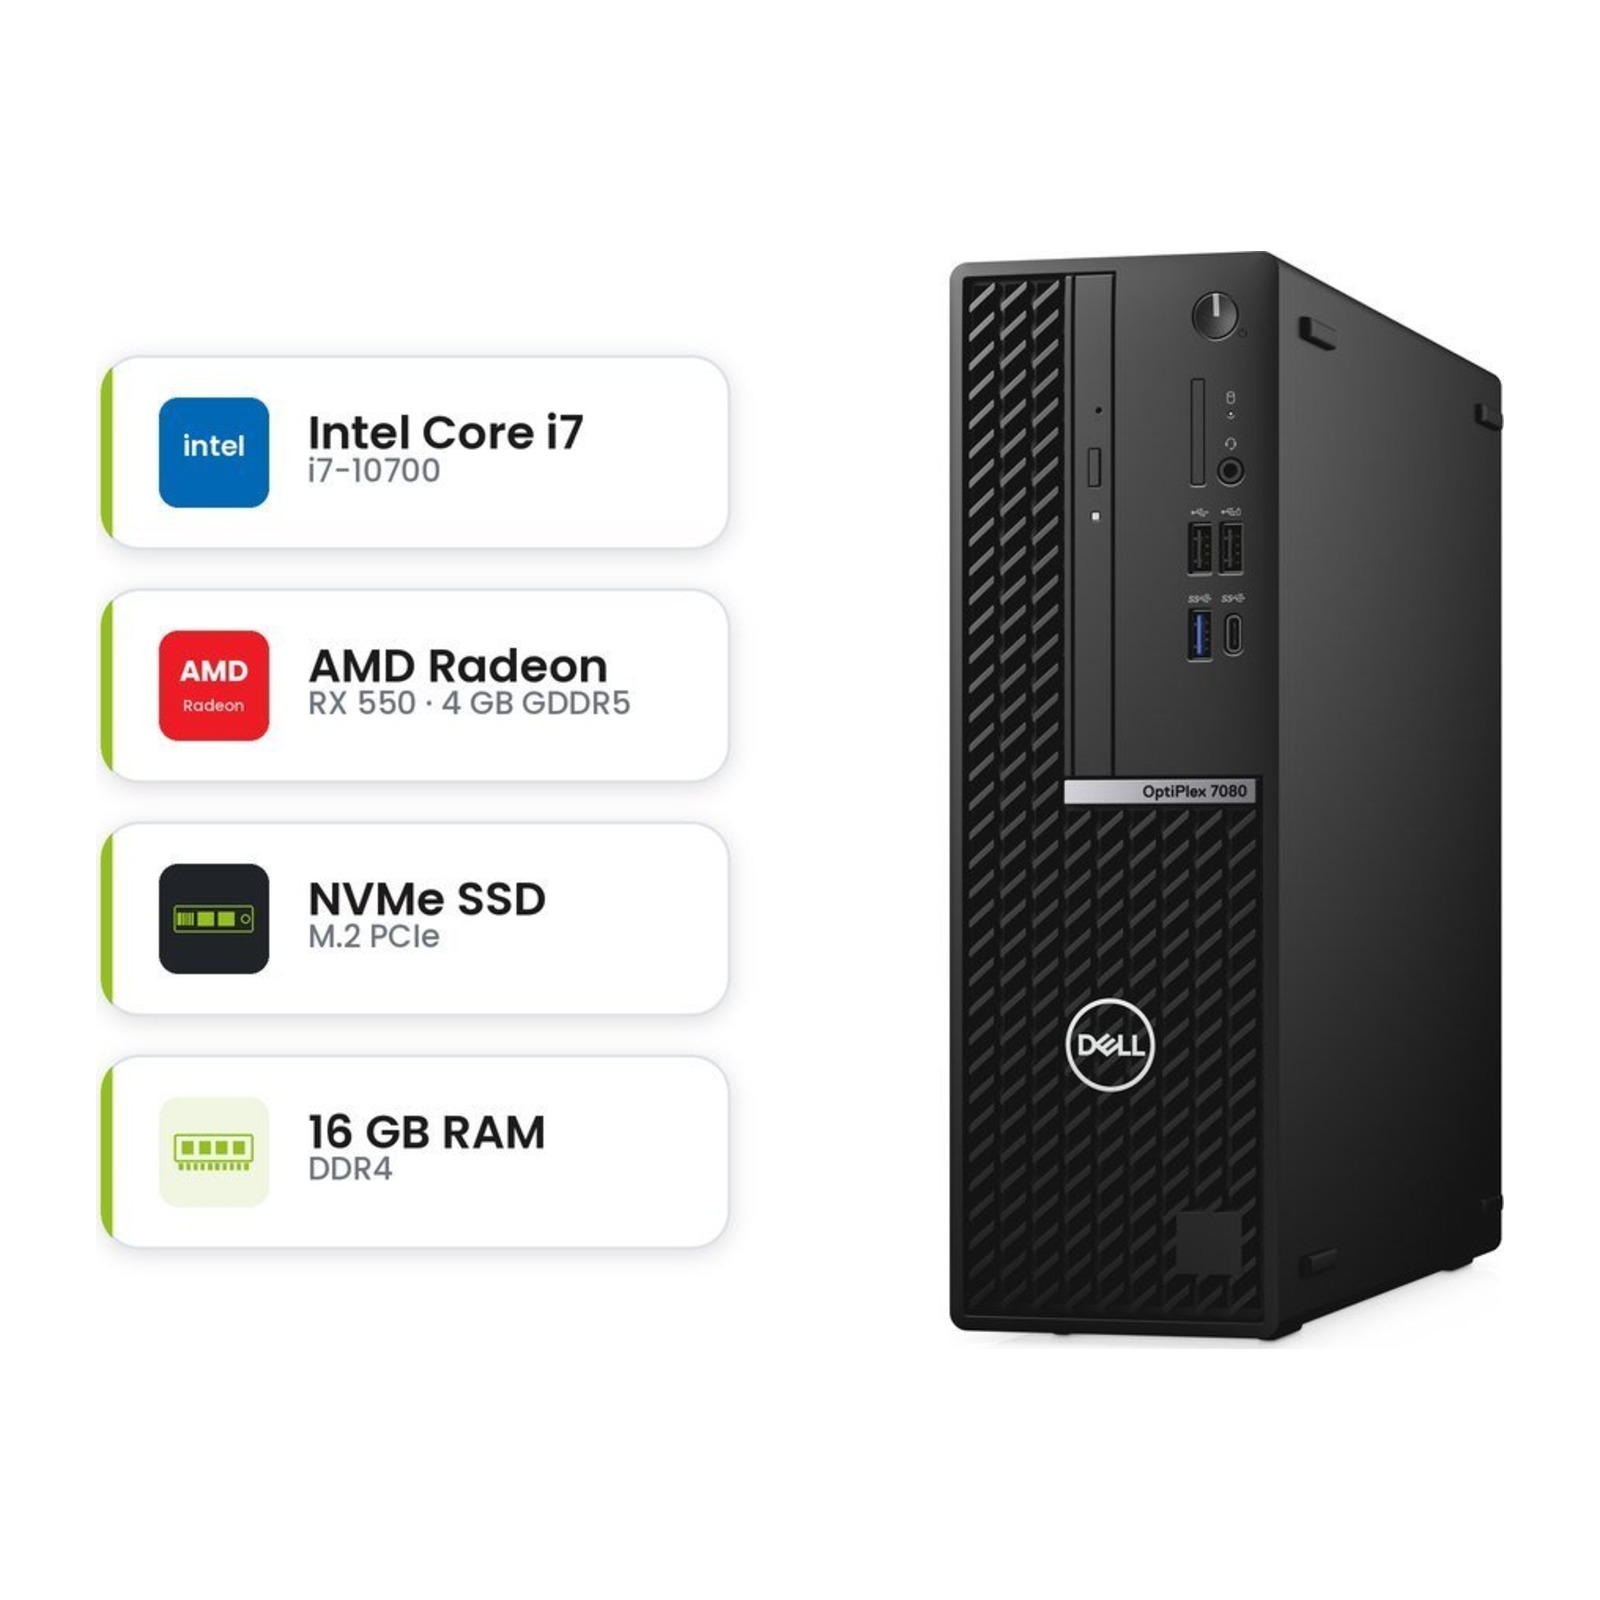 intel
Intel Core i7
i7-10700
AMD
Radeon
AMD Radeon
RX 550 · 4 GB GDDR5
NVMe SSD
M.2 PCIe
16 GB RAM
DDR4
OptiPlex 7080
DELL